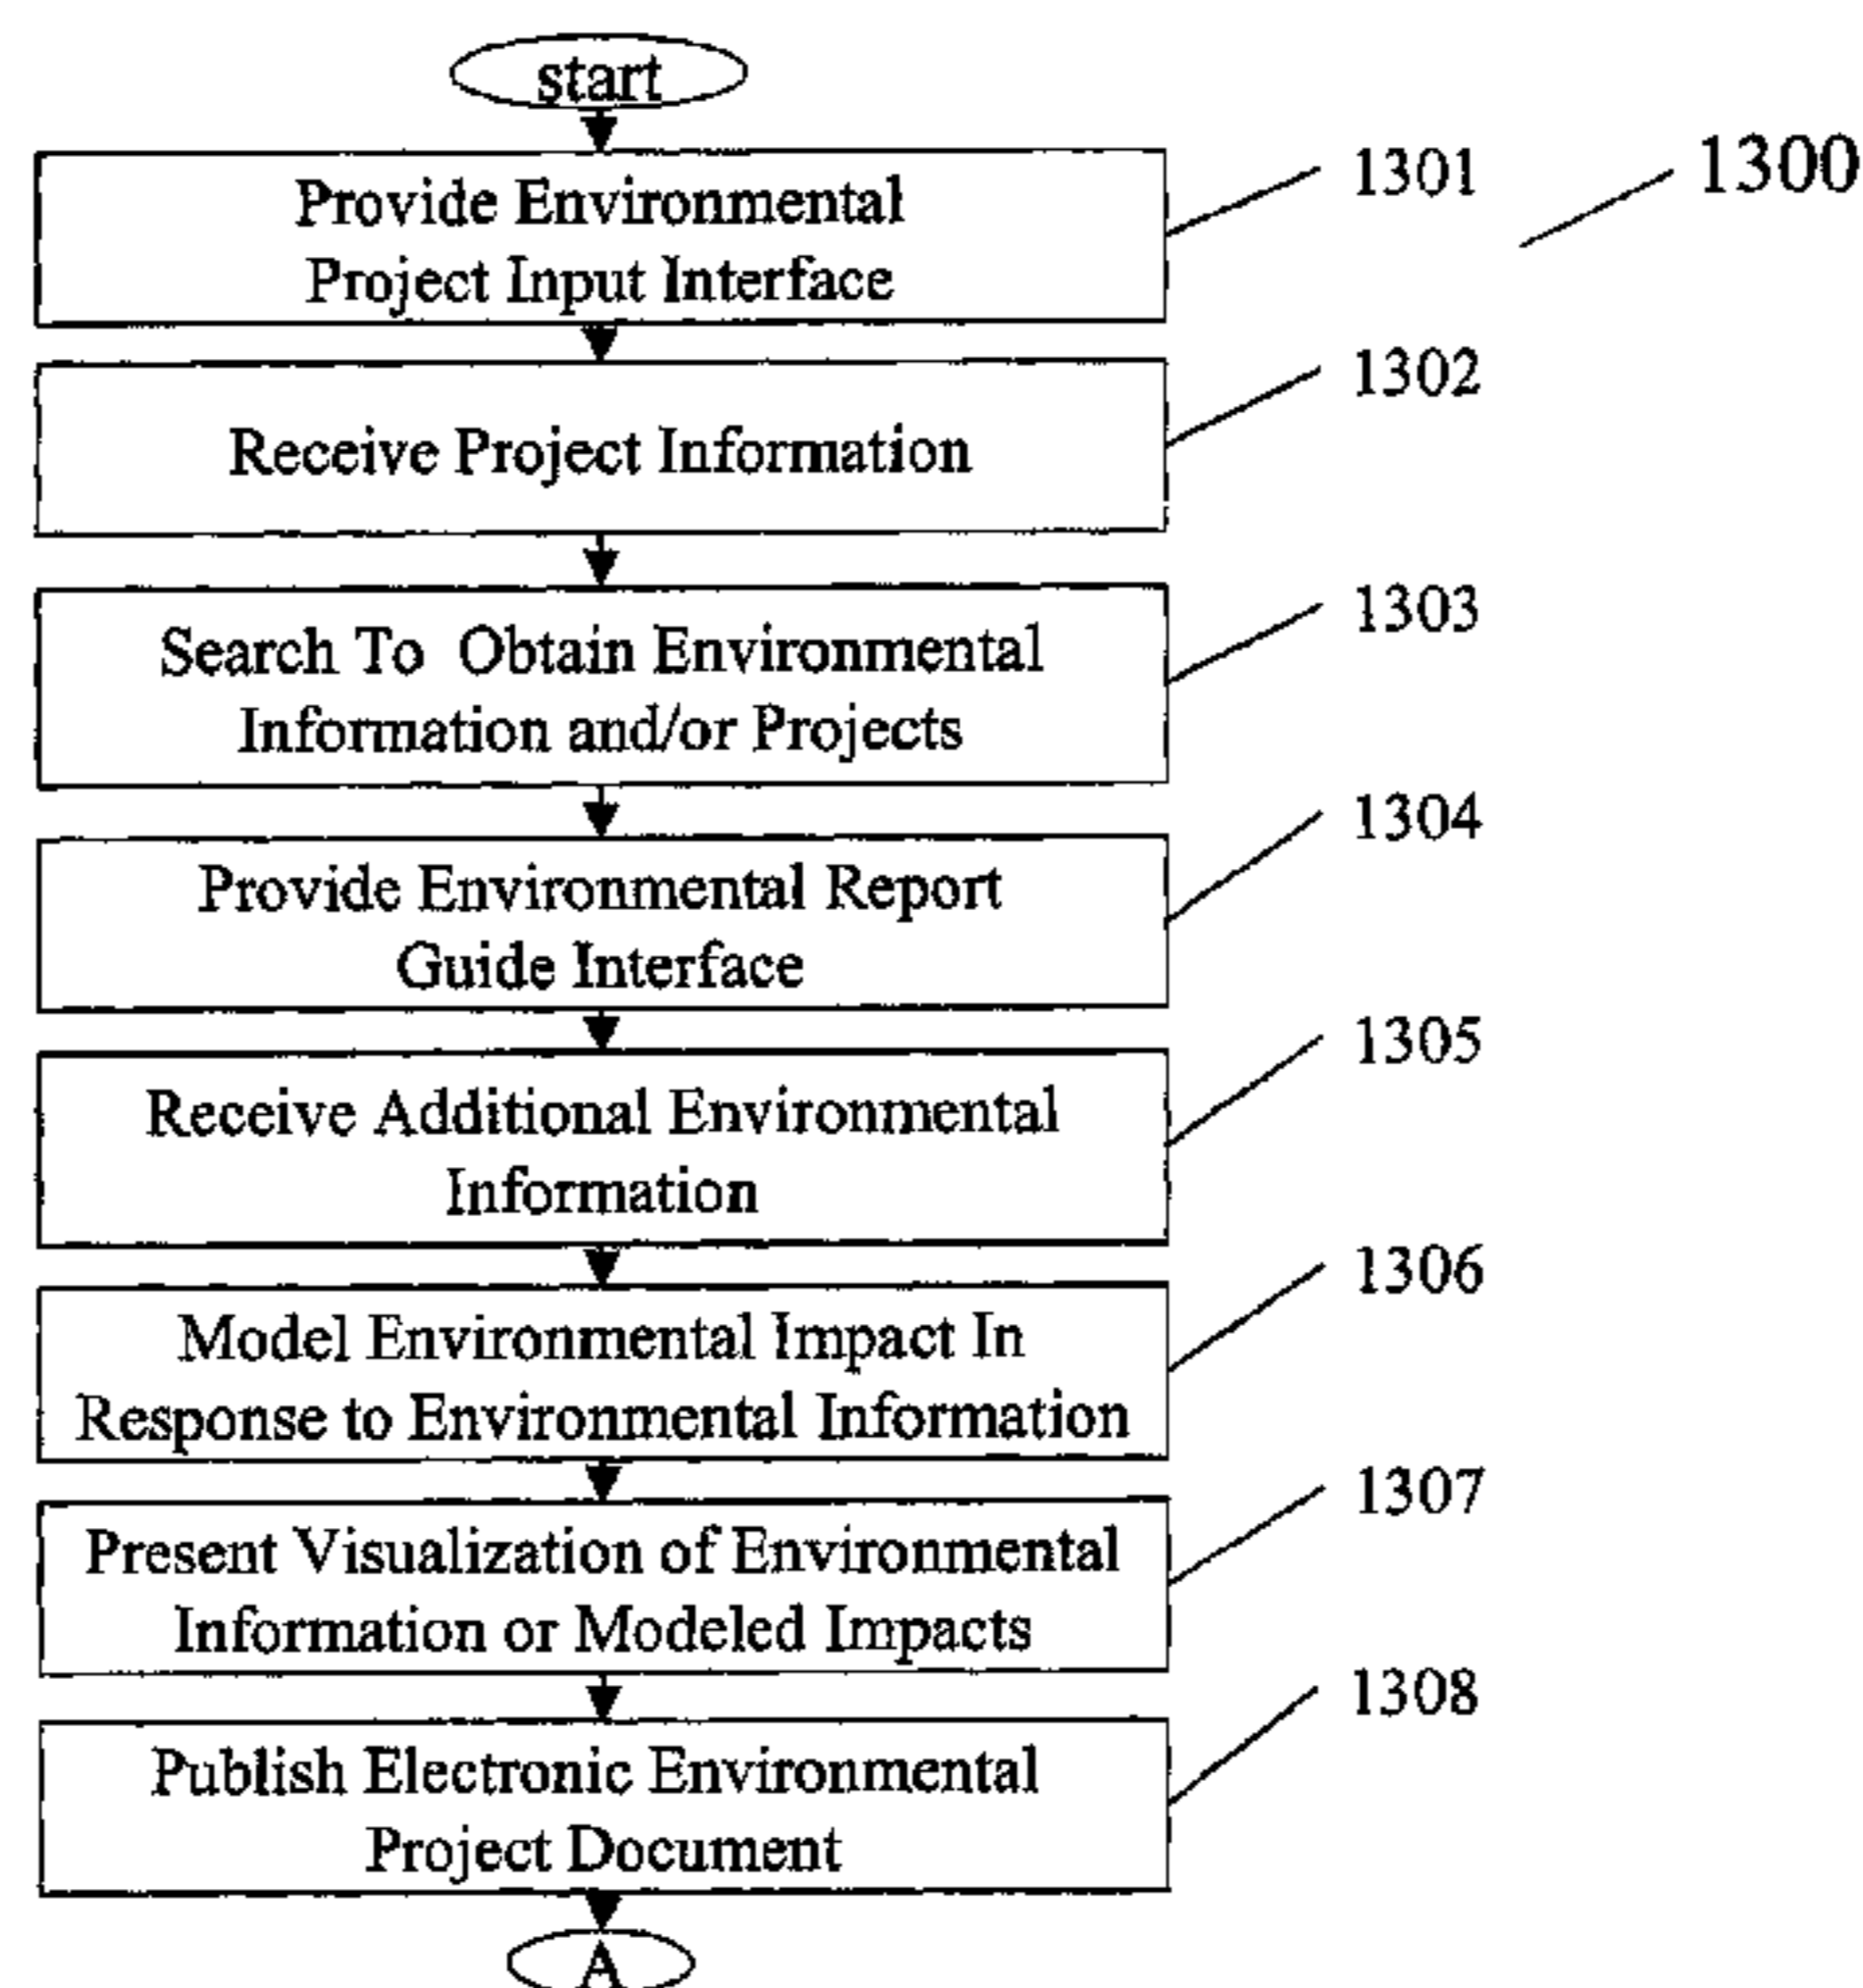 start
Provide Environmental
Project Input Interface
1301
1300
Receive Project Information
1302
Search To Obtain Environmental
Information and/or Projects
1303
Provide Environmental Report
Guide Interface
1304
Receive Additional Environmental
Information
1305
Model Environmental Impact In
Response to Environmental Information
1306
Present Visualization of Environmental
Information or Modeled Impacts
1307
Publish Electronic Environmental
Project Document
1308
A